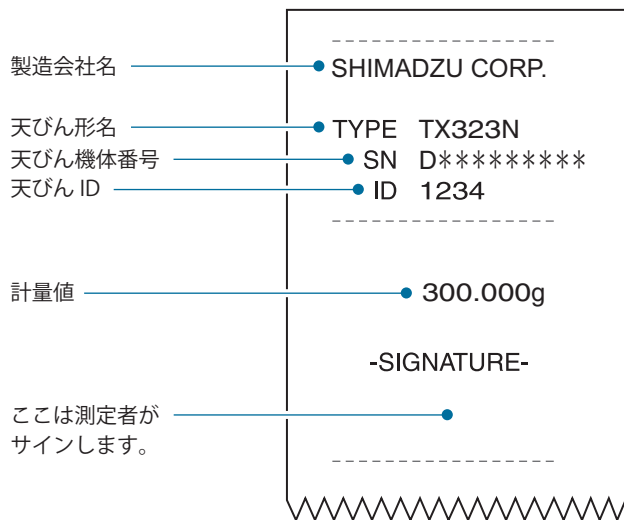 製造会社名
SHIMADZU CORP.
天びん形名
TYPE TX323N
天びん機体番号
SN D*********
天びん ID
ID 1234
計量値
300.000g
-SIGNATURE-
ここは測定者が
サインします。